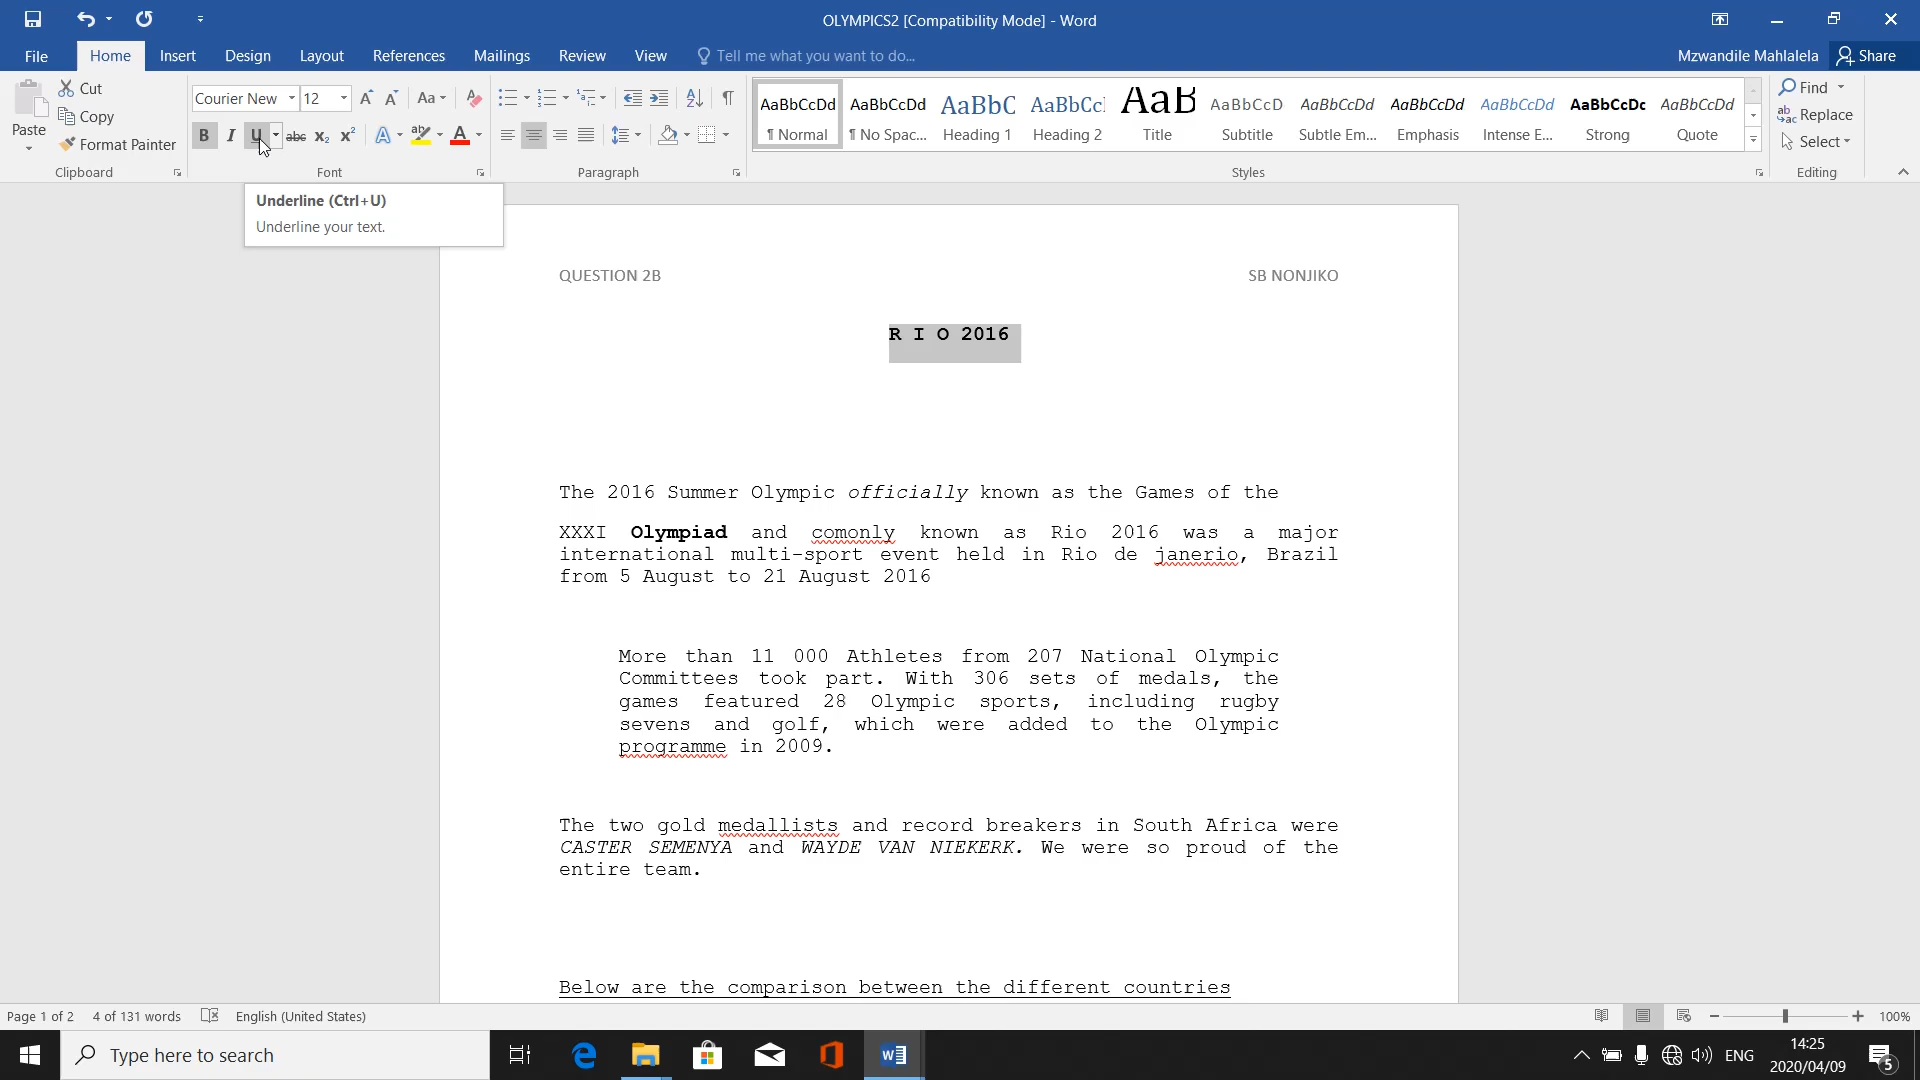 OLYMPICS2 [Compatibility Mode] - Word
File Home Insert Design Layout References Mailings Review View Tell me what you want to do... Mzwandile Mahlalela Share
Paste
Cut
Copy
Format Painter
Clipboard
Courier New 12 Aa
B I U abc x₂ x² A ab A
Font
Paragraph
AaBbCcDd AaBbCcDd AaBbC AaBbCc AaB AaBbCcD AaBbCcDd AaBbCcDd AaBbCcDd AaBbCcDc AaBbCcDd
¶ Normal ¶ No Spac... Heading 1 Heading 2 Title Subtitle Subtle Em... Emphasis Intense E... Strong Quote
Styles
Find
Replace
Select
Editing
Underline (Ctrl+U)
Underline your text.
QUESTION 2B SB NONJIKO
R I O 2016
The 2016 Summer Olympic officially known as the Games of the
XXXI Olympiad and comonly known as Rio 2016 was a major
international multi-sport event held in Rio de janerio, Brazil
from 5 August to 21 August 2016
More than 11 000 Athletes from 207 National Olympic
Committees took part. With 306 sets of medals, the
games featured 28 Olympic sports, including rugby
sevens and golf, which were added to the Olympic
programme in 2009.
The two gold medallists and record breakers in South Africa were
CASTER SEMENYA and WAYDE VAN NIEKERK. We were so proud of the
entire team.
Below are the comparison between the different countries
Page 1 of 2 4 of 131 words English (United States) 100%
Type here to search
ENG
14:25
2020/04/09
5